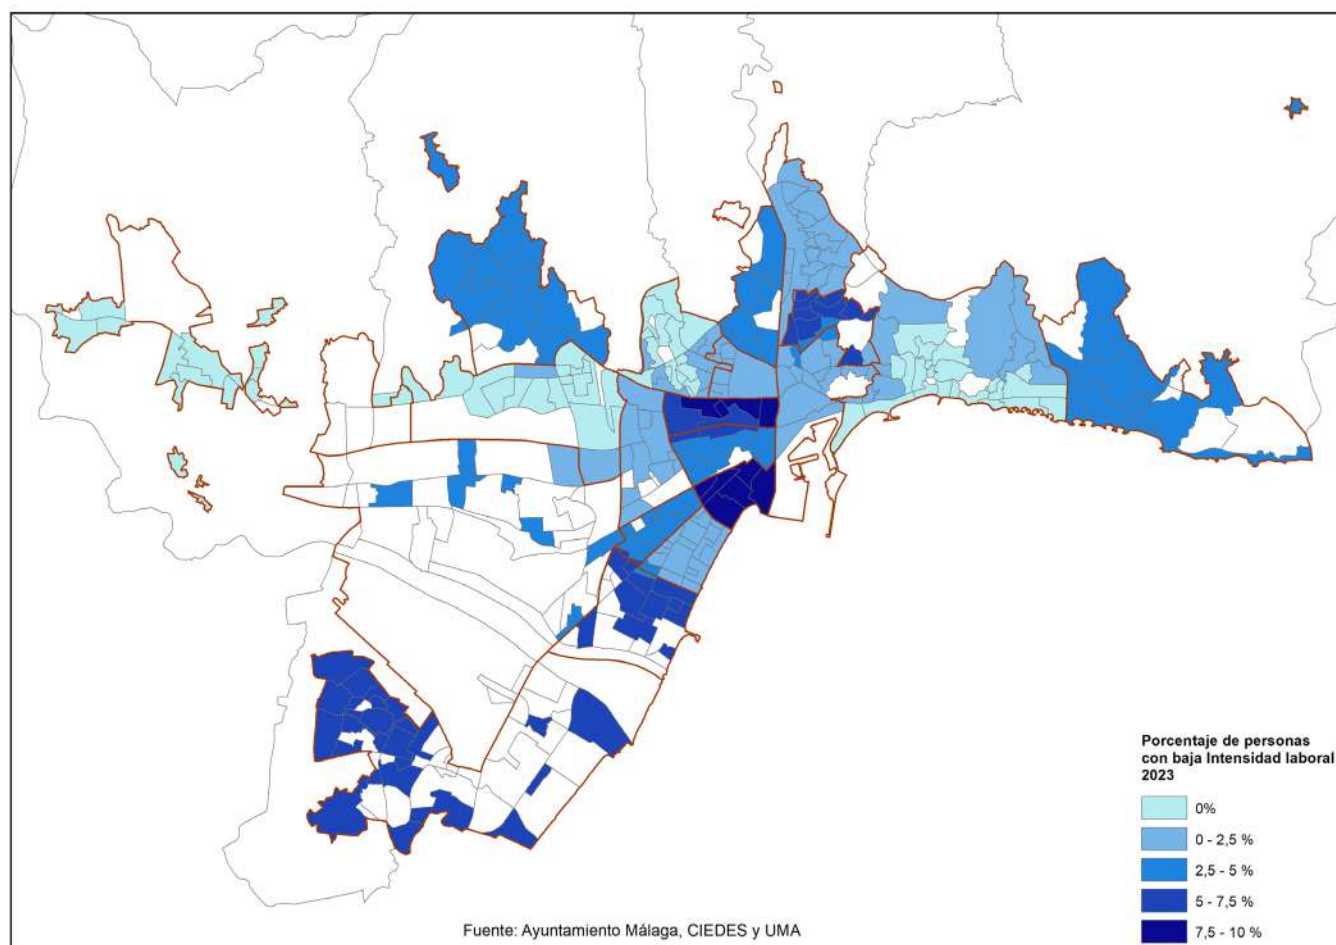 Porcentaje de personas
con baja Intensidad laboral
2023
0%
0 - 2,5 %
2,5 - 5 %
5 - 7,5 %
7,5 - 10 %
Fuente: Ayuntamiento Málaga, CIEDES y UMA